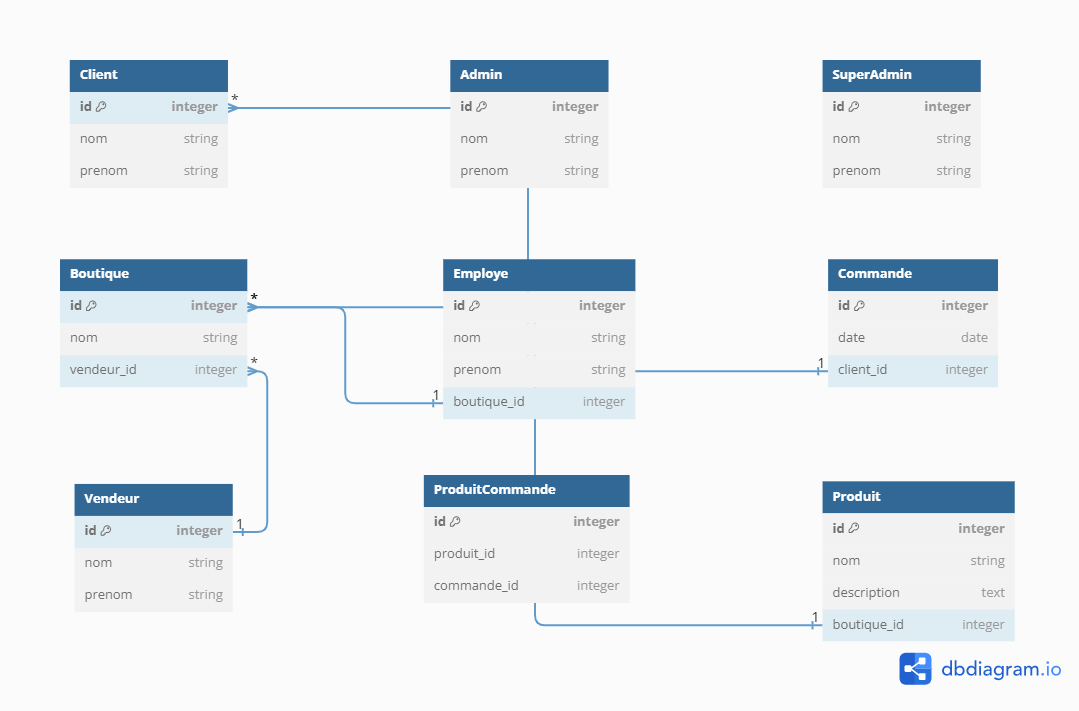 Client
id integer
nom string
prenom string
*
Admin
id integer
nom string
prenom string
SuperAdmin
id integer
nom string
prenom string
Boutique
id integer
nom string
vendeur_id integer
*
*
Employe
id integer
nom string
prenom string
boutique_id integer
1
Commande
id integer
date date
client_id integer
1
Vendeur
id integer
nom string
prenom string
1
ProduitCommande
id integer
produit_id integer
commande_id integer
Produit
id integer
nom string
description text
boutique_id integer
1
dbdiagram.io